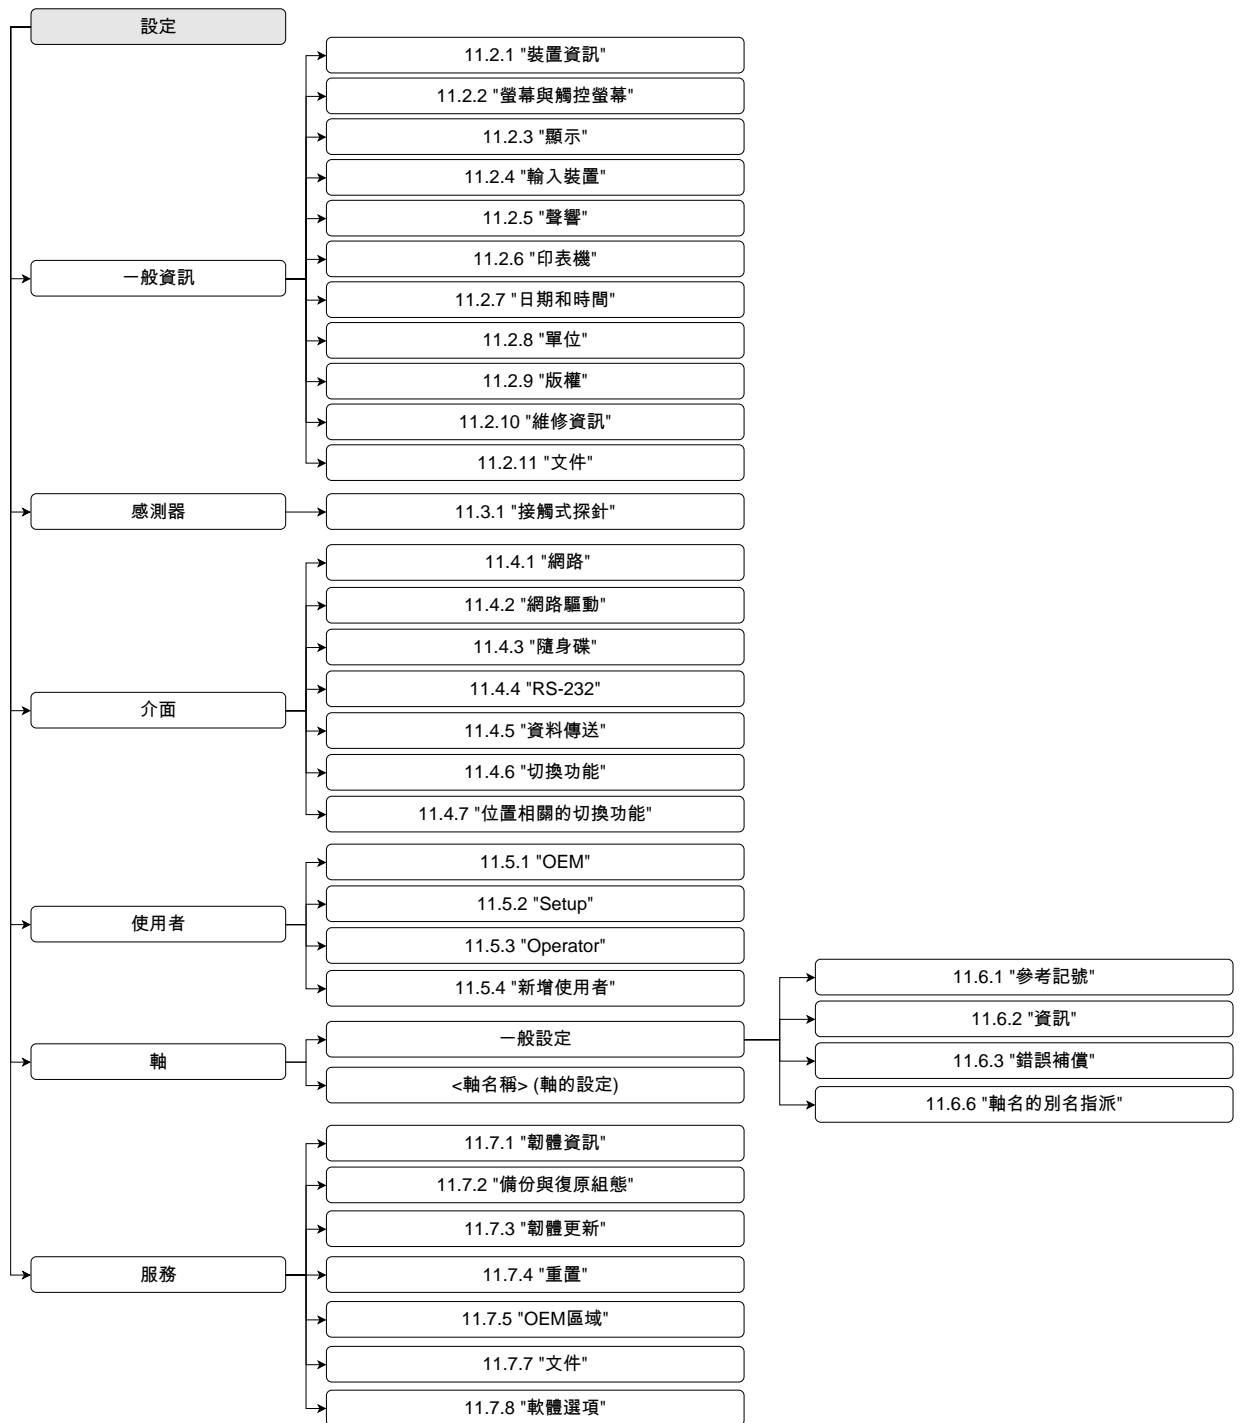 設定
11.2.1 "裝置資訊"
11.2.2 "螢幕與觸控螢幕"
11.2.3 "顯示"
11.2.4 "輸入裝置"
11.2.5 "聲響"
11.2.6 "印表機"
一般資訊
11.2.7 "日期和時間"
11.2.8 "單位"
11.2.9 "版權"
11.2.10 "維修資訊"
11.2.11 "文件"
感測器
11.3.1 "接觸式探針"
11.4.1 "網路"
11.4.2 "網路驅動"
11.4.3 "隨身碟"
11.4.4 "RS-232"
介面
11.4.5 "資料傳送"
11.4.6 "切換功能"
11.4.7 "位置相關的切換功能"
11.5.1 "OEM"
11.5.2 "Setup"
使用者
11.5.3 "Operator"
11.5.4 "新增使用者"
軸
一般設定
<軸名稱> (軸的設定)
11.6.1 "參考記號"
11.6.2 "資訊"
11.6.3 "錯誤補償"
11.6.6 "軸名的別名指派"
11.7.1 "韌體資訊"
11.7.2 "備份與復原組態"
11.7.3 "韌體更新"
服務
11.7.4 "重置"
11.7.5 "OEM區域"
11.7.7 "文件"
11.7.8 "軟體選項"